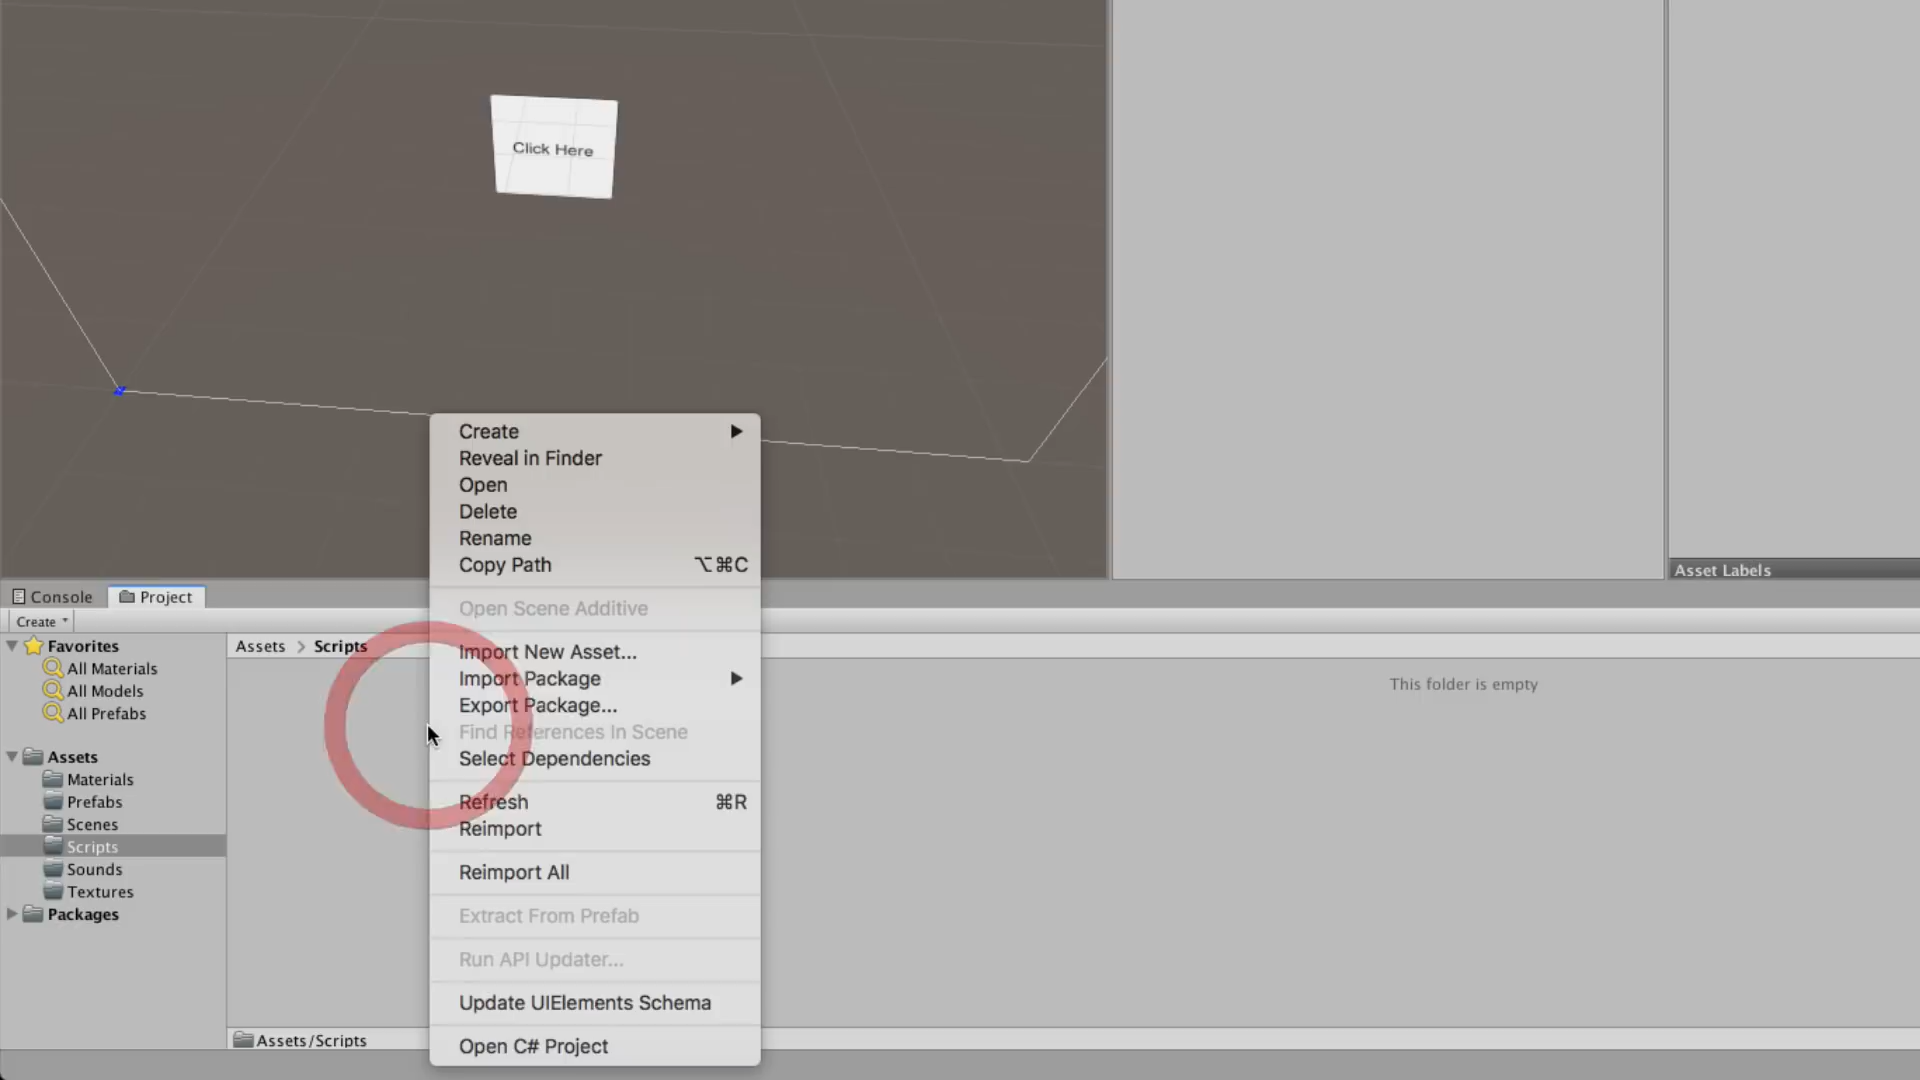 Click Here
Create
Reveal in Finder
Open
Delete
Rename
Copy Path ⌥⌘C
Open Scene Additive
Import New Asset...
Import Package
Export Package...
Find References In Scene
Select Dependencies
Refresh ⌘R
Reimport
Reimport All
Extract From Prefab
Run API Updater...
Update UIElements Schema
Open C# Project
Asset Labels
Console Project
Create
Favorites
All Materials
All Models
All Prefabs
Assets
Materials
Prefabs
Scenes
Scripts
Sounds
Textures
Packages
Assets > Scripts
This folder is empty
Assets/Scripts